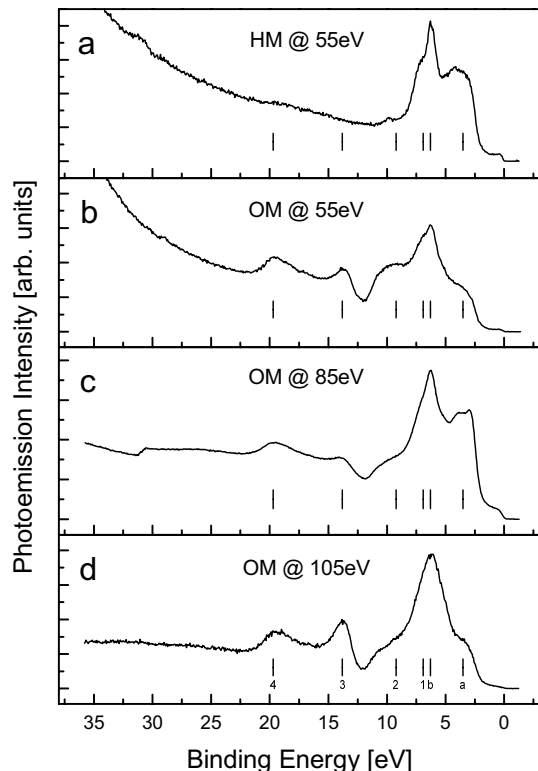 a
HM @ 55eV
b
OM @ 55eV
c
OM @ 85eV
d
OM @ 105eV
4 3 2 1 b a
35 30 25 20 15 10 5 0
Binding Energy [eV]
Photoemission Intensity [arb. units]